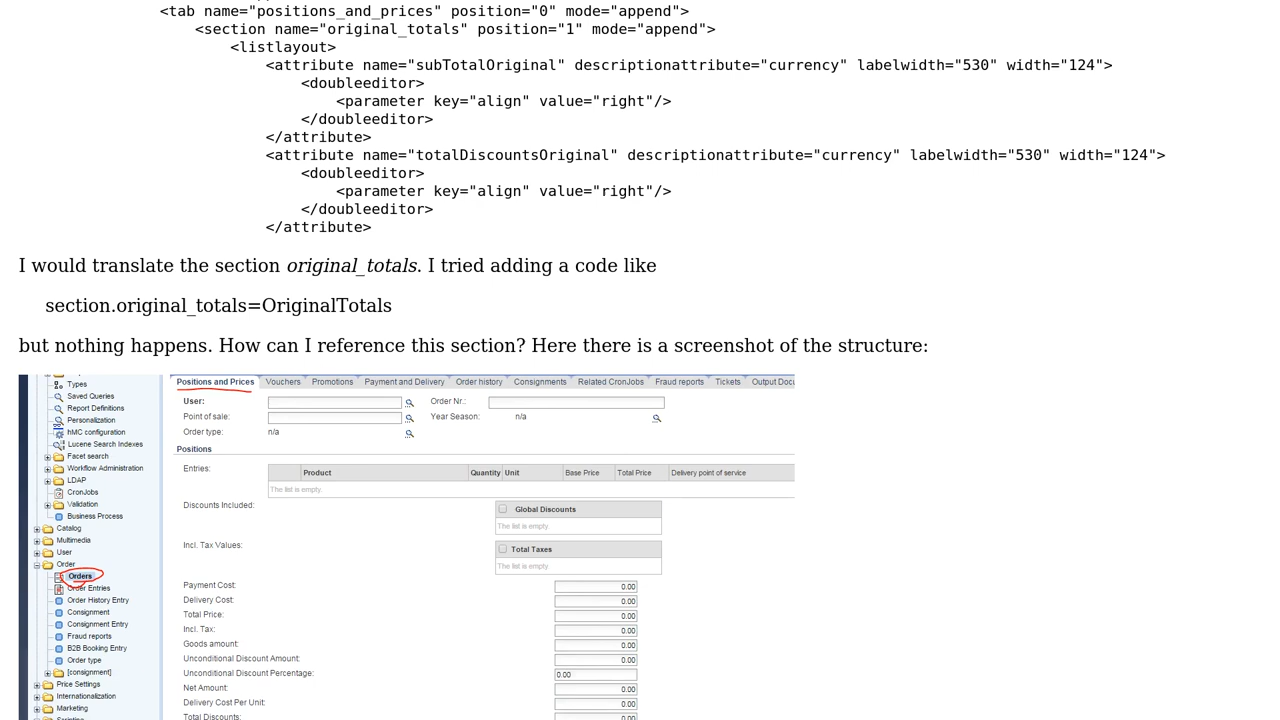 <tab name="positions_and_prices" position="0" mode="append">
<section name="original_totals" position="1" mode="append">
<listlayout>
<attribute name="subTotalOriginal" descriptionattribute="currency" labelwidth="530" width="124">
<doubleeditor>
<parameter key="align" value="right"/>
</doubleeditor>
</attribute>
<attribute name="totalDiscountsOriginal" descriptionattribute="currency" labelwidth="530" width="124">
<doubleeditor>
<parameter key="align" value="right"/>
</doubleeditor>
</attribute>
I would translate the section original_totals. I tried adding a code like
section.original_totals=OriginalTotals
but nothing happens. How can I reference this section? Here there is a screenshot of the structure:
Types
Saved Queries
Report Definitions
Personalization
hMC configuration
Lucene Search Indexes
Facet search
Workflow Administration
LDAP
CronJobs
Validation
Business Process
Catalog
Multimedia
User
Order
Orders
Order Entries
Order History Entry
Consignment
Consignment Entry
Fraud reports
B2B Booking Entry
Order type
[consignment]
Price Settings
Internationalization
Marketing
Positions and Prices Vouchers Promotions Payment and Delivery Order history Consignments Related CronJobs Fraud reports Tickets Output Docu
User: Order Nr.:
Point of sale: Year Season: n/a
Order type: n/a
Positions
Entries: Product Quantity Unit Base Price Total Price Delivery point of service
The list is empty.
Discounts Included: Global Discounts
The list is empty.
Incl. Tax Values: Total Taxes
The list is empty.
Payment Cost: 0.00
Delivery Cost: 0.00
Total Price: 0.00
Incl. Tax: 0.00
Goods amount: 0.00
Unconditional Discount Amount: 0.00
Unconditional Discount Percentage: 0.00
Net Amount: 0.00
Delivery Cost Per Unit: 0.00
Total Discounts: 0.00